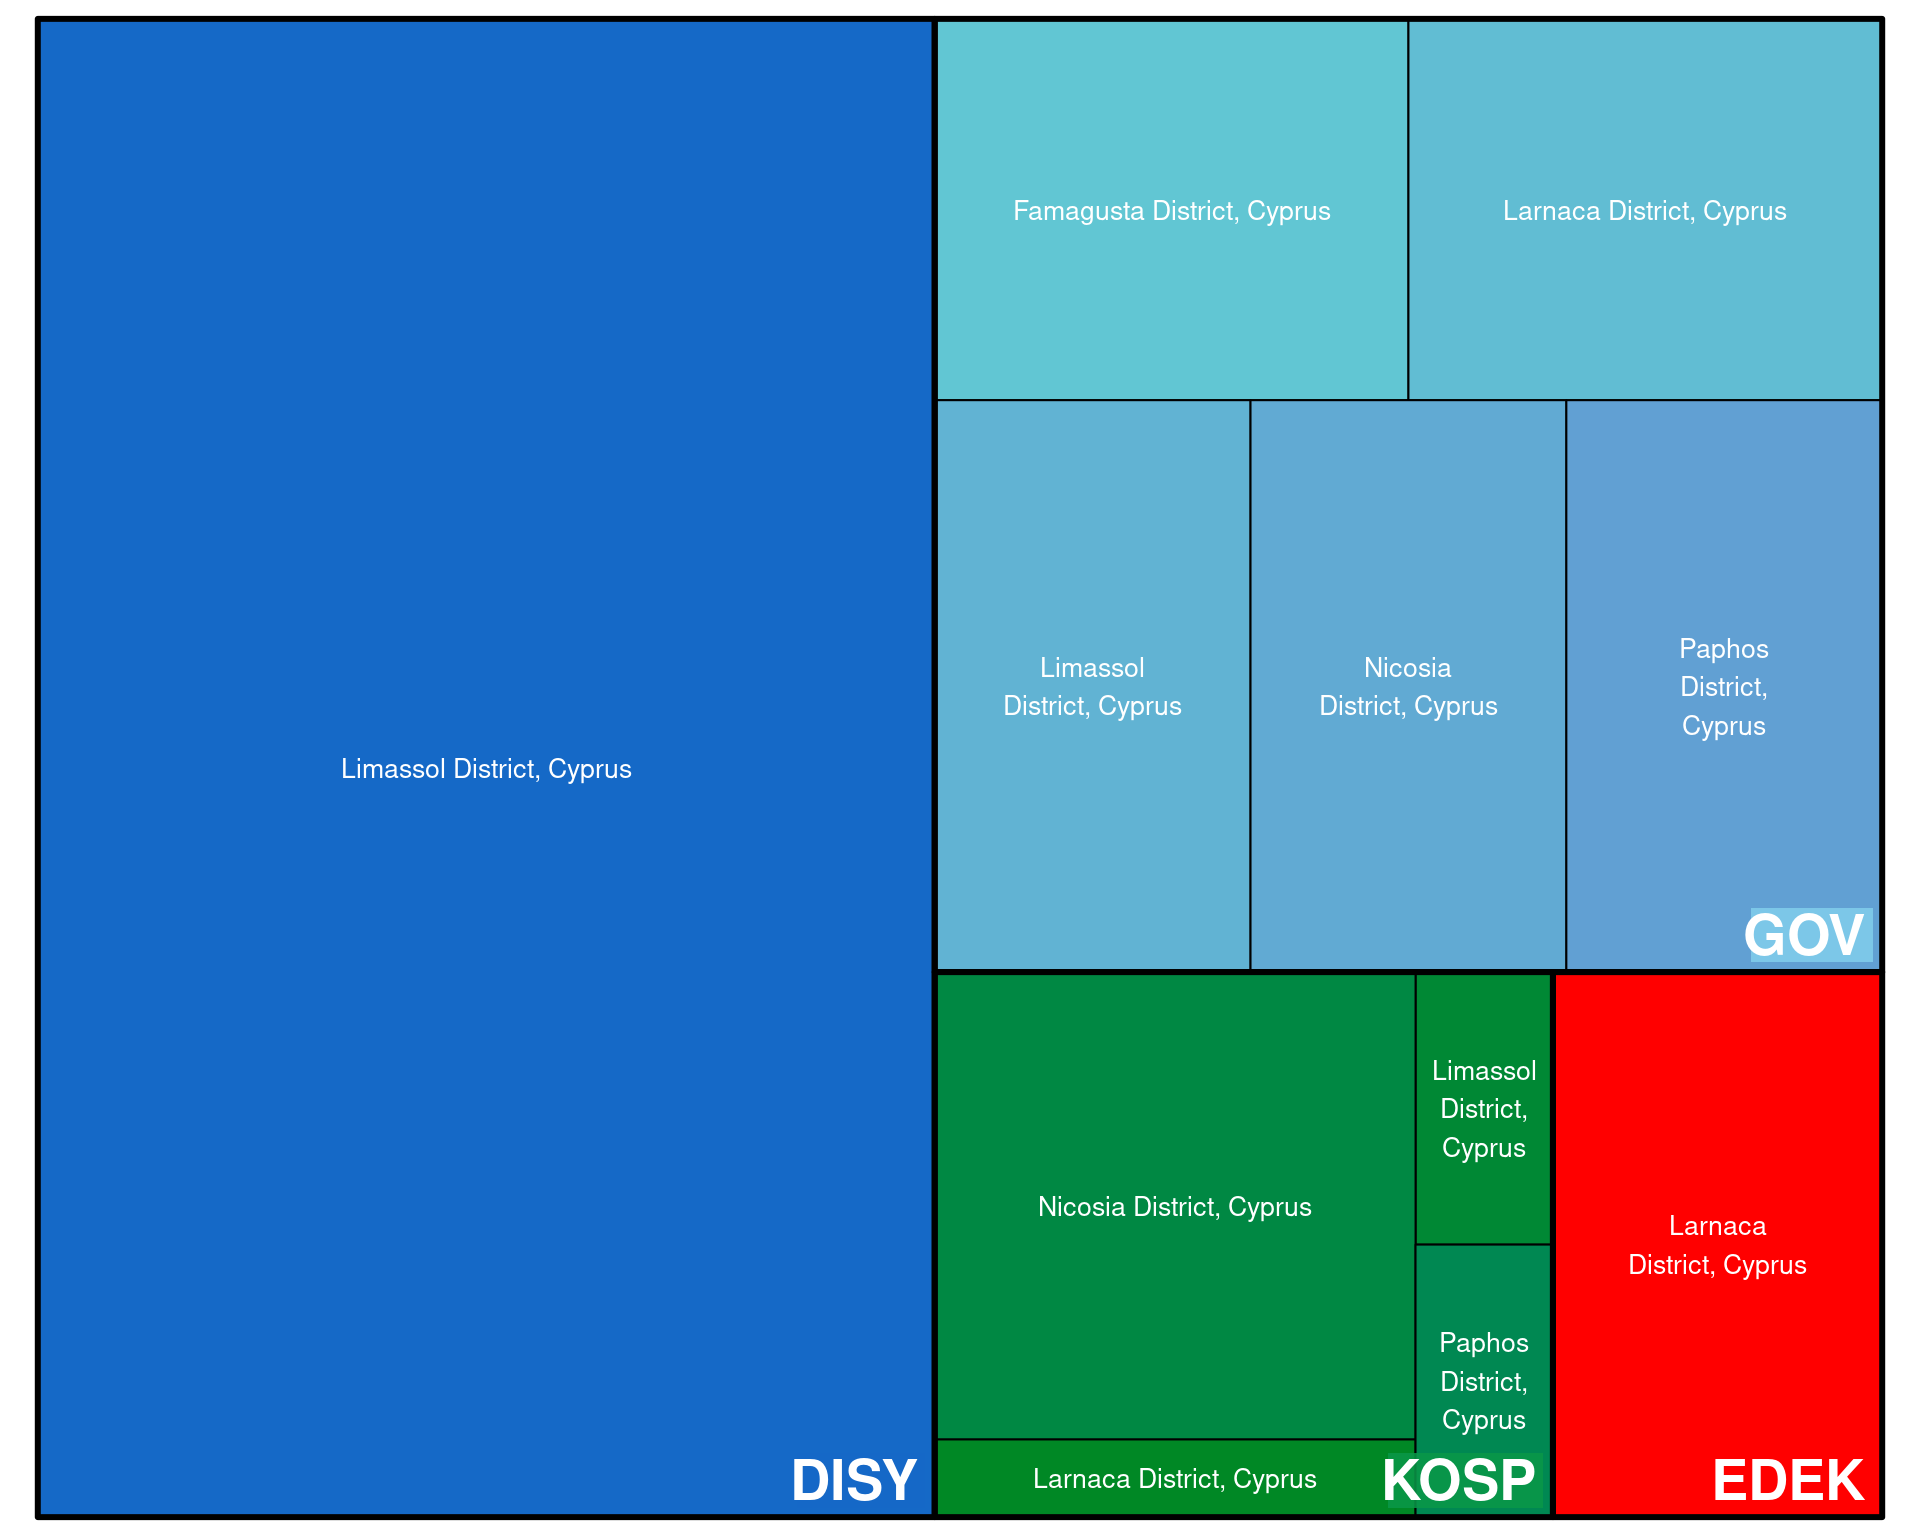 Limassol District, Cyprus
DISY
Famagusta District, Cyprus
Larnaca District, Cyprus
Limassol
District, Cyprus
Nicosia
District, Cyprus
Paphos
District,
Cyprus
GOV
Nicosia District, Cyprus
Limassol
District,
Cyprus
Paphos
District,
Cyprus
Larnaca District, Cyprus
KOSP
Larnaca
District, Cyprus
EDEK